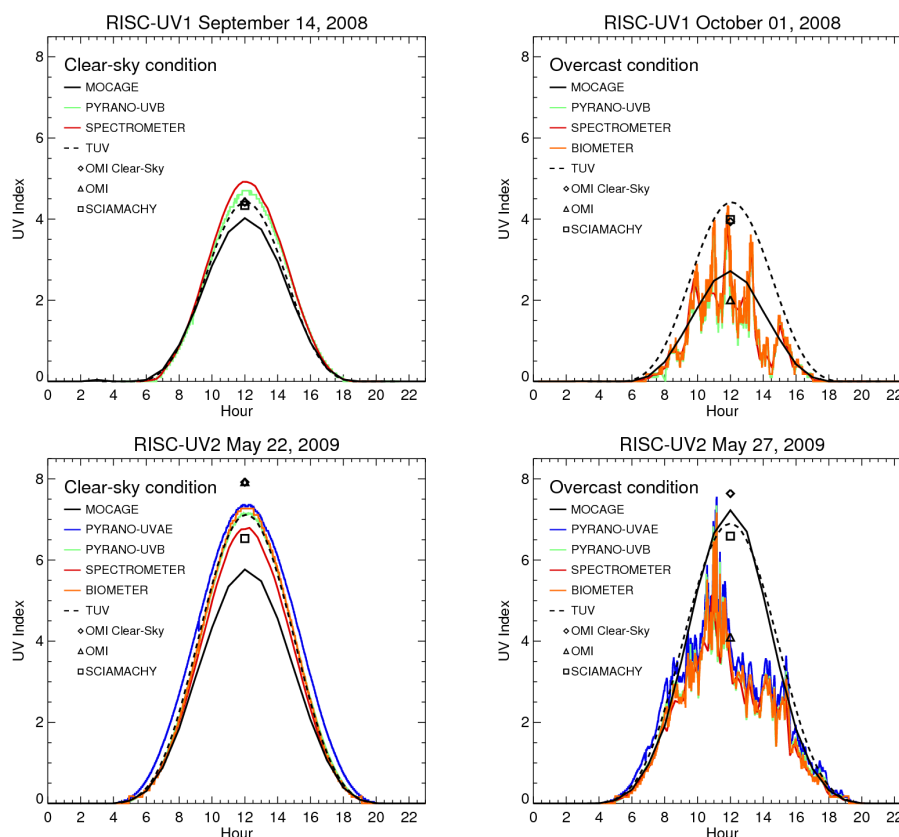 RISC-UV1 September 14, 2008
8
6
4
2
0
UV Index
Clear-sky condition
MOCAGE
PYRANO-UVB
SPECTROMETER
TUV
OMI Clear-Sky
OMI
SCIAMACHY
0 2 4 6 8 10 12 14 16 18 20 22
Hour
RISC-UV1 October 01, 2008
8
6
4
2
0
UV Index
Overcast condition
MOCAGE
PYRANO-UVB
SPECTROMETER
BIOMETER
TUV
OMI Clear-Sky
OMI
SCIAMACHY
0 2 4 6 8 10 12 14 16 18 20 22
Hour
RISC-UV2 May 22, 2009
8
6
4
2
0
UV Index
Clear-sky condition
MOCAGE
PYRANO-UVAE
PYRANO-UVB
SPECTROMETER
BIOMETER
TUV
OMI Clear-Sky
OMI
SCIAMACHY
0 2 4 6 8 10 12 14 16 18 20 22
Hour
RISC-UV2 May 27, 2009
8
6
4
2
0
UV Index
Overcast condition
MOCAGE
PYRANO-UVAE
PYRANO-UVB
SPECTROMETER
BIOMETER
TUV
OMI Clear-Sky
OMI
SCIAMACHY
0 2 4 6 8 10 12 14 16 18 20 22
Hour